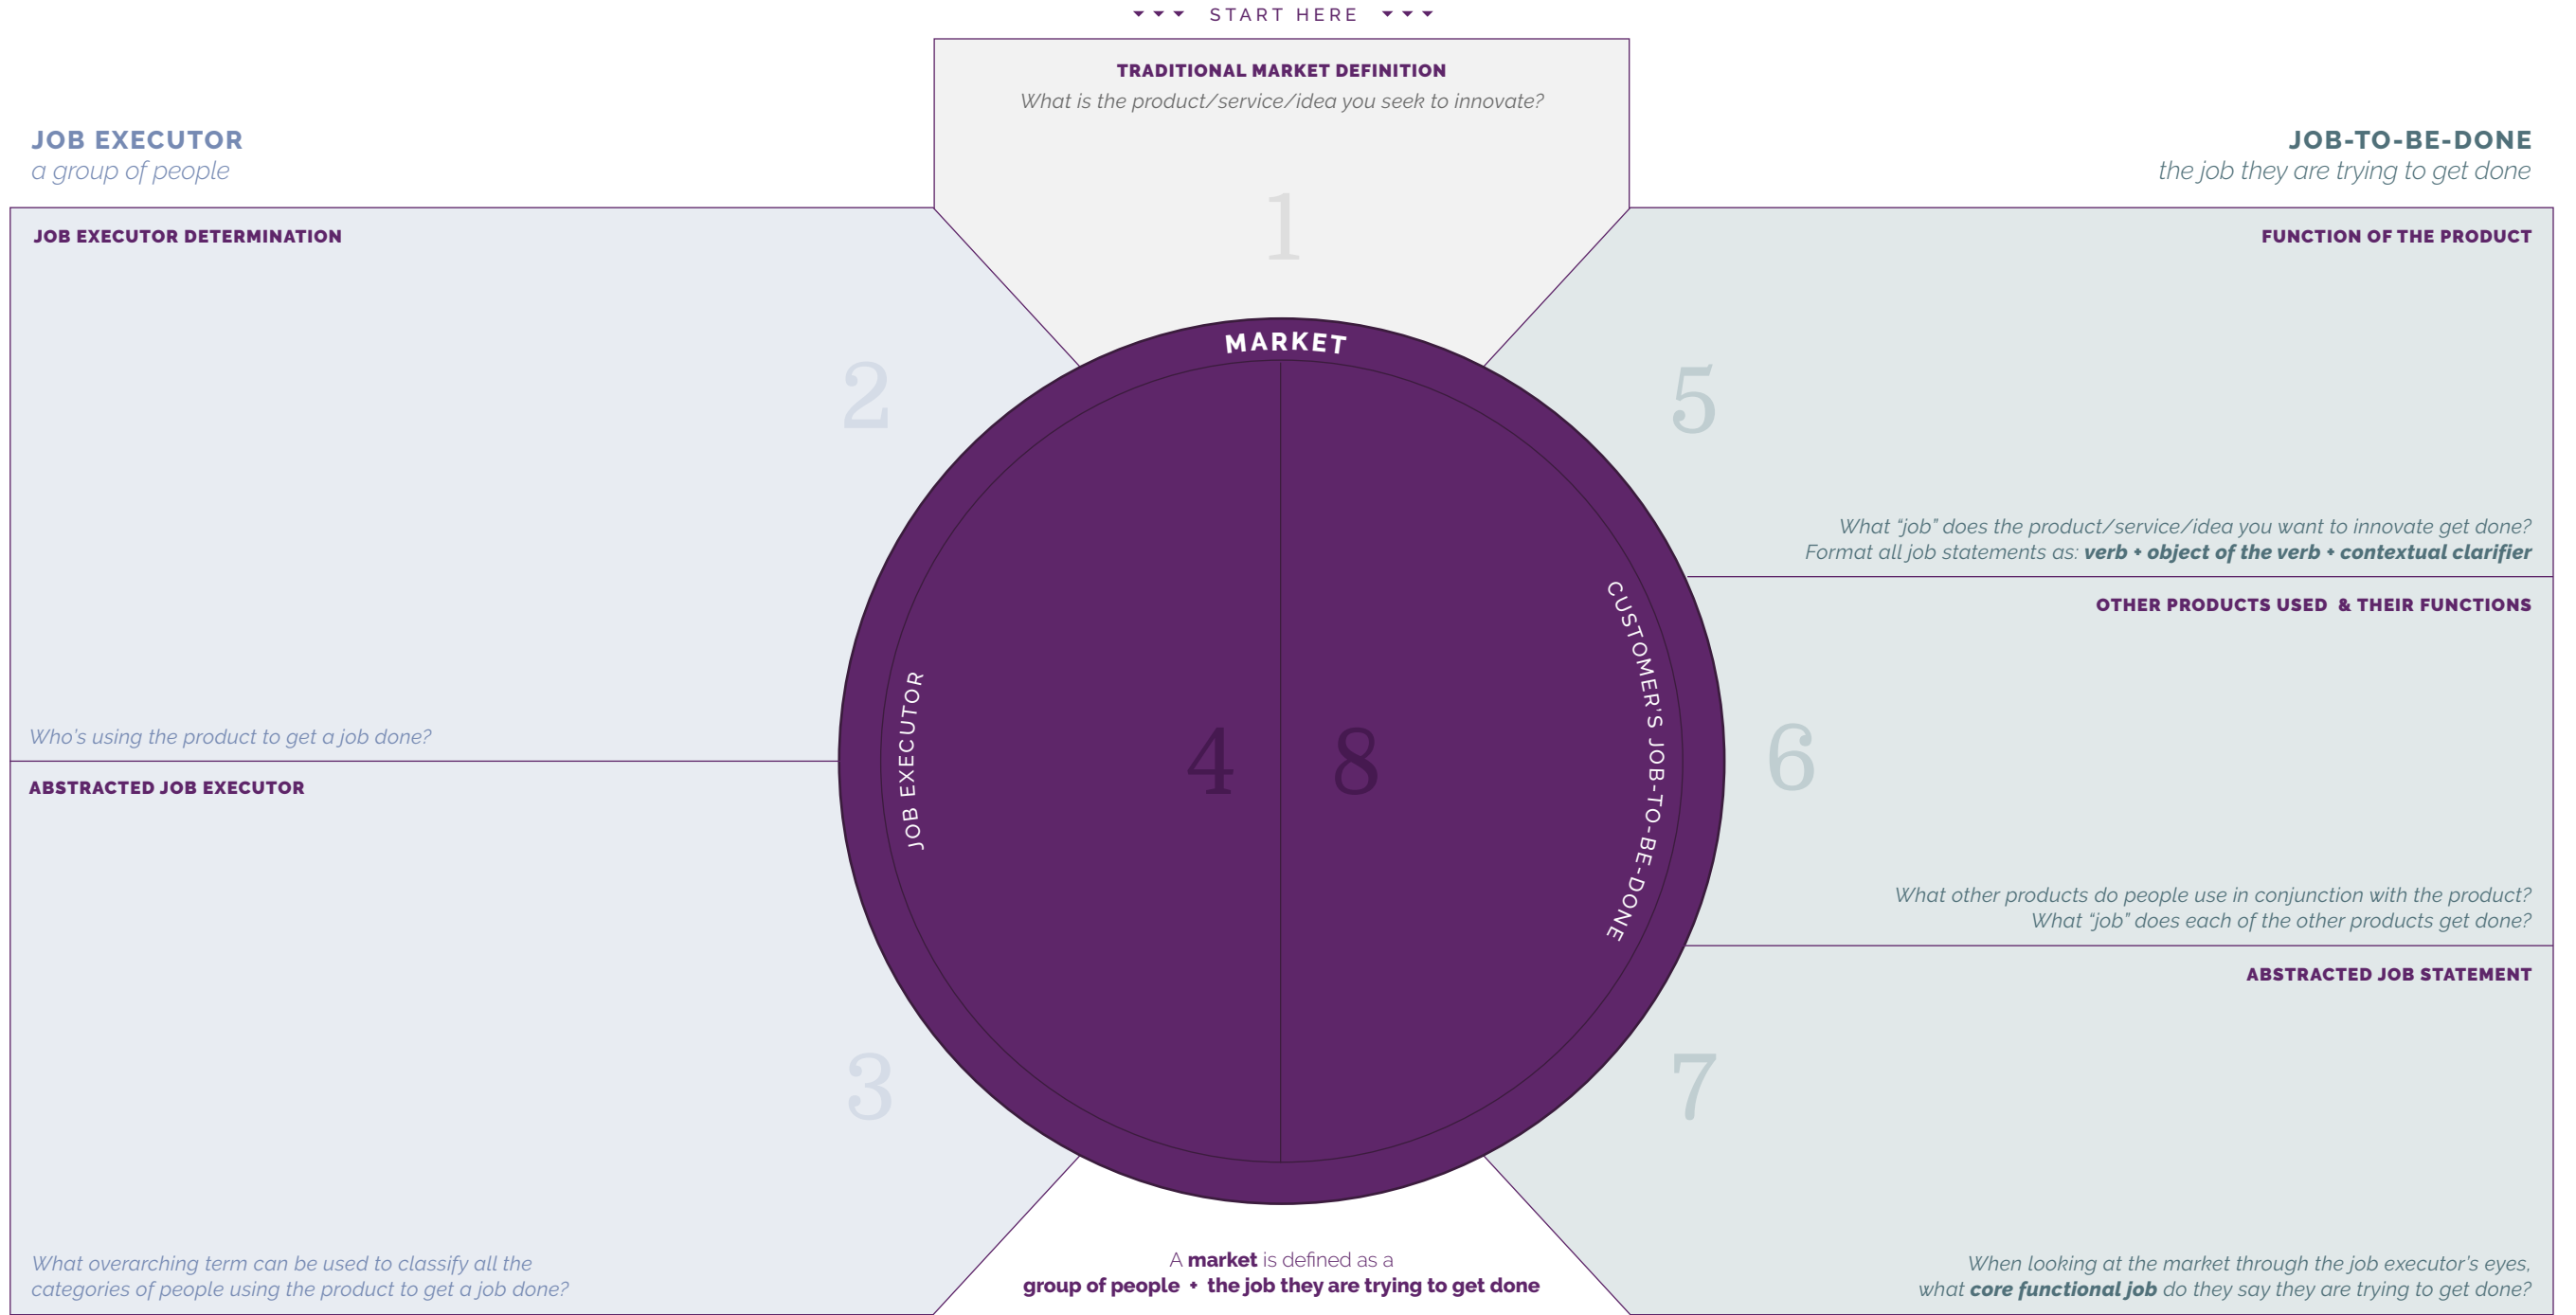 START HERE
TRADITIONAL MARKET DEFINITION
What is the product/service/idea you seek to innovate?
1
JOB EXECUTOR
a group of people
JOB EXECUTOR DETERMINATION
2
Who's using the product to get a job done?
ABSTRACTED JOB EXECUTOR
3
What overarching term can be used to classify all the
categories of people using the product to get a job done?
MARKET
JOB EXECUTOR
4
8
CUSTOMER'S JOB-TO-BE-DONE
A market is defined as a
group of people + the job they are trying to get done
JOB-TO-BE-DONE
the job they are trying to get done
FUNCTION OF THE PRODUCT
5
What “job” does the product/service/idea you want to innovate get done?
Format all job statements as: verb + object of the verb + contextual clarifier
OTHER PRODUCTS USED & THEIR FUNCTIONS
6
What other products do people use in conjunction with the product?
What “job” does each of the other products get done?
ABSTRACTED JOB STATEMENT
7
When looking at the market through the job executor's eyes,
what core functional job do they say they are trying to get done?